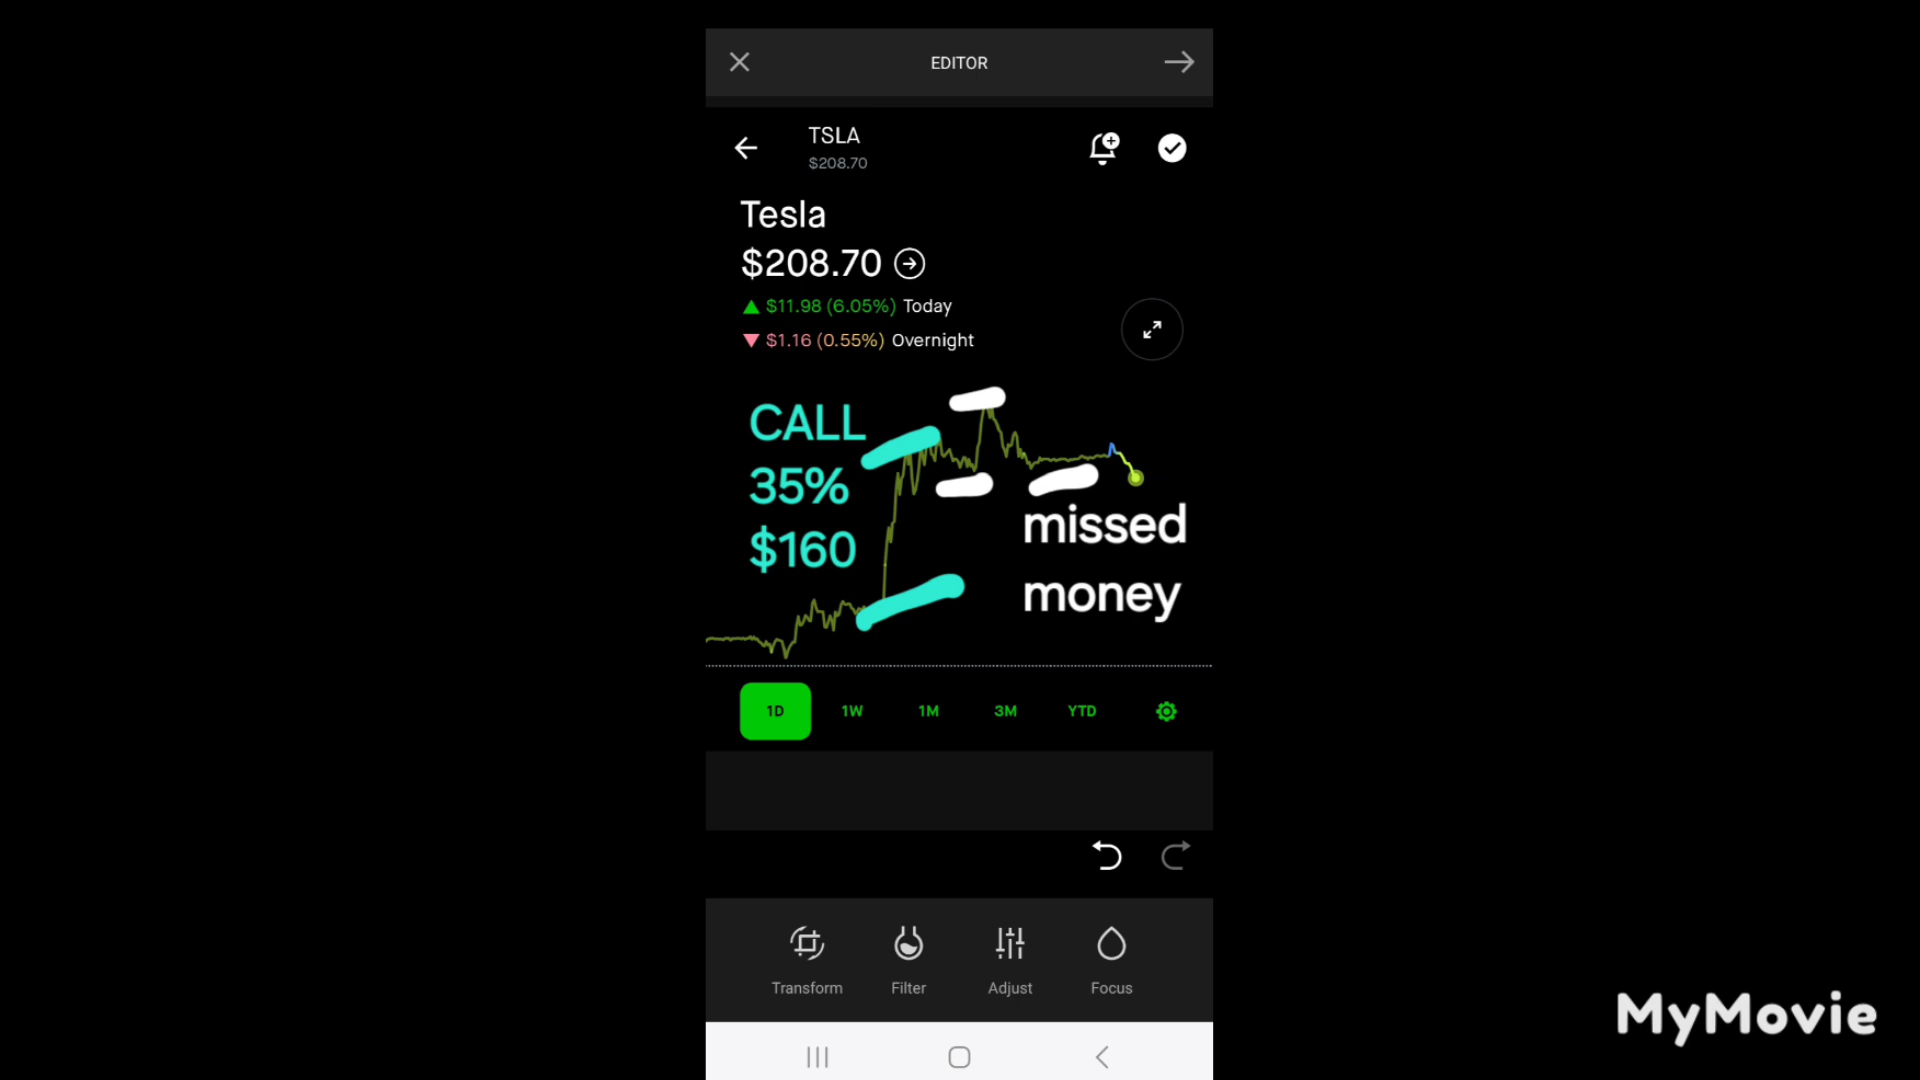 EDITOR
TSLA
$208.70
Tesla
$208.70
$11.98 (6.05%) Today
$1.16 (0.55%) Overnight
CALL
35%
$160
missed
money
1D 1W 1M 3M YTD
Transform Filter Adjust Focus
MyMovie